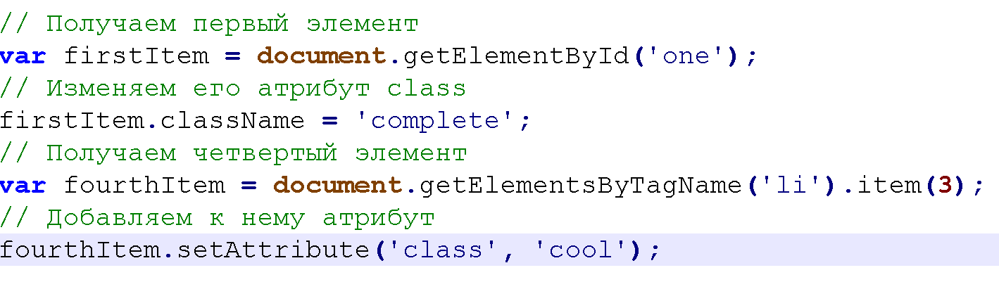 // Получаем первый элемент
var firstItem = document.getElementById('one');
// Изменяем его атрибут class
firstItem.className = 'complete';
// Получаем четвертый элемент
var fourthItem = document.getElementsByTagName('li').item(3);
// Добавляем к нему атрибут
fourthItem.setAttribute('class', 'cool');